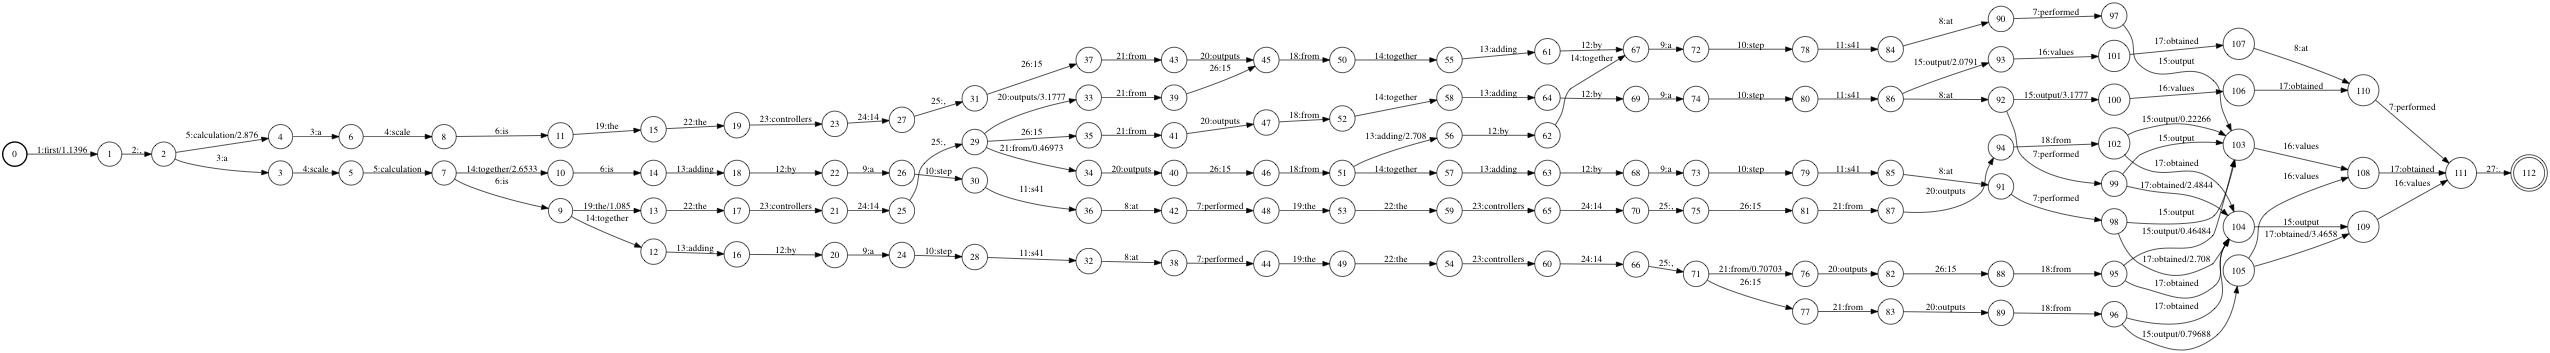 0 1:first/1.1396 1 2:, 2
5:calculation/2.876 4 3:a 6 4:scale 8 6:is 11 19:the 15 22:the 19 23:controllers 23 24:14 27 25:, 31 26:15 37 21:from 43 20:outputs 45 18:from 50 14:together 55 13:adding 61 12:by 67 9:a 72 10:step 78 11:s41 84 8:at 90 7:performed 97 15:output
3:a 3 4:scale 5 5:calculation 7
14:together/2.6533 10 6:is 14 13:adding 18 12:by 22 9:a 26 10:step 30 11:s41 36 8:at 42 7:performed 48 19:the 53 22:the 59 23:controllers 65 24:14 70 25:, 75 26:15 81 21:from 87 20:outputs 94 18:from 102 15:output/0.22266
17:obtained
6:is 9 19:the/1.085 13 22:the 17 23:controllers 21 24:14 25 25:, 29
20:outputs/3.1777 33 21:from 39 26:15
26:15 35 21:from 41 20:outputs 47 18:from 52 14:together 58 13:adding 64 12:by 69 9:a 74 10:step 80 11:s41 86
21:from/0.46973 34 20:outputs 40 26:15 46 18:from 51
13:adding/2.708 56 12:by 62 14:together
14:together 57 13:adding 63 12:by 68 9:a 73 10:step 79 11:s41 85 8:at 91 7:performed 98 15:output
17:obtained/2.708
15:output/2.0791 93 16:values 101 17:obtained 107 8:at
8:at 92 15:output/3.1777 100 16:values 106 17:obtained 110 7:performed
7:performed 99 15:output
17:obtained/2.4844
14:together 12 13:adding 16 12:by 20 9:a 24 10:step 28 11:s41 32 8:at 38 7:performed 44 19:the 49 22:the 54 23:controllers 60 24:14 66 25:, 71
21:from/0.70703 76 20:outputs 82 26:15 88 18:from 95 15:output/0.46484
17:obtained
26:15 77 21:from 83 20:outputs 89 18:from 96 17:obtained
15:output/0.79688 105 16:values
17:obtained/3.4658
103 16:values 108 17:obtained 111 27:. 112
104 15:output 109 16:values